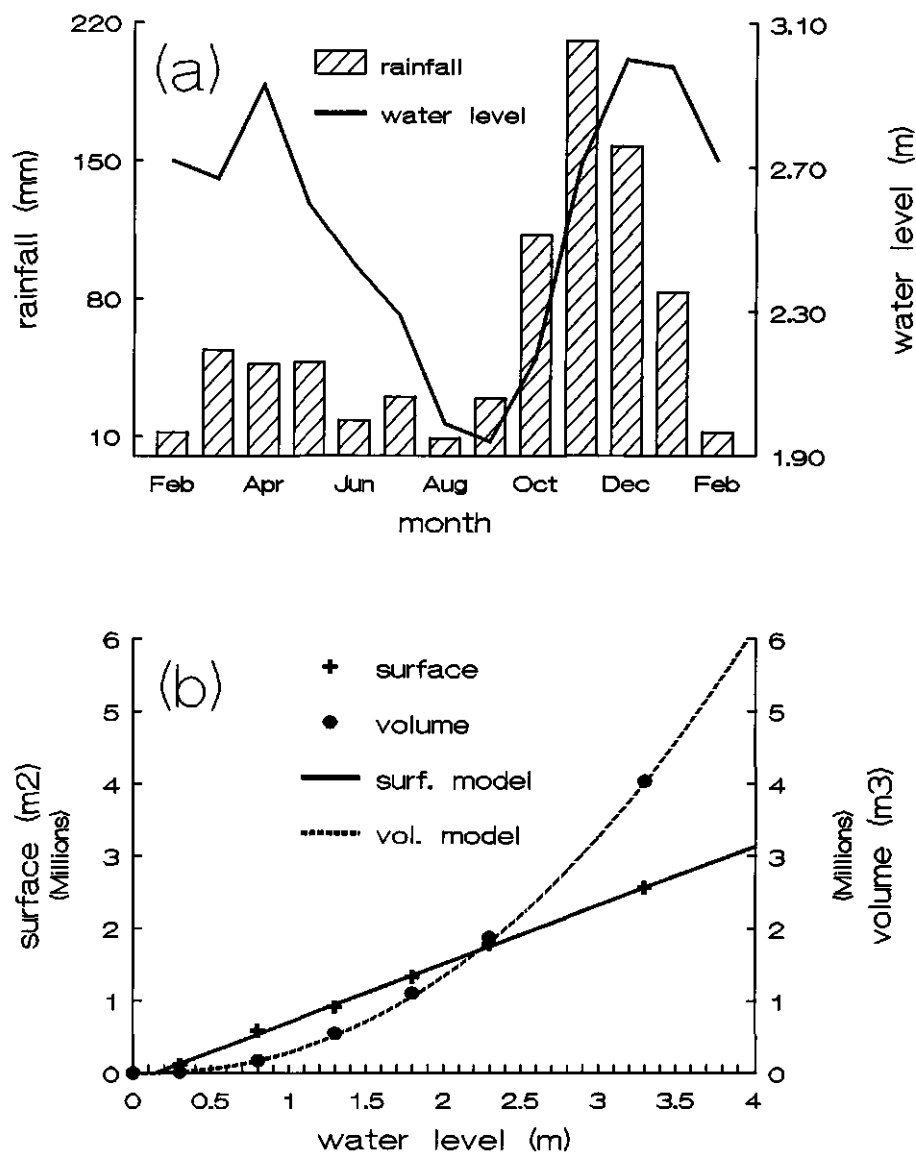 (a)
rainfall
water level
rainfall (mm)
220
150
80
10
water level (m)
3.10
2.70
2.30
1.90
Feb Apr Jun Aug Oct Dec Feb
month
(b)
surface
volume
surf. model
vol. model
surface (m2)
(Millions)
6
5
4
3
2
1
0
(Millions)
volume (m3)
6
5
4
3
2
1
0
0 0.5 1 1.5 2 2.5 3 3.5 4
water level (m)